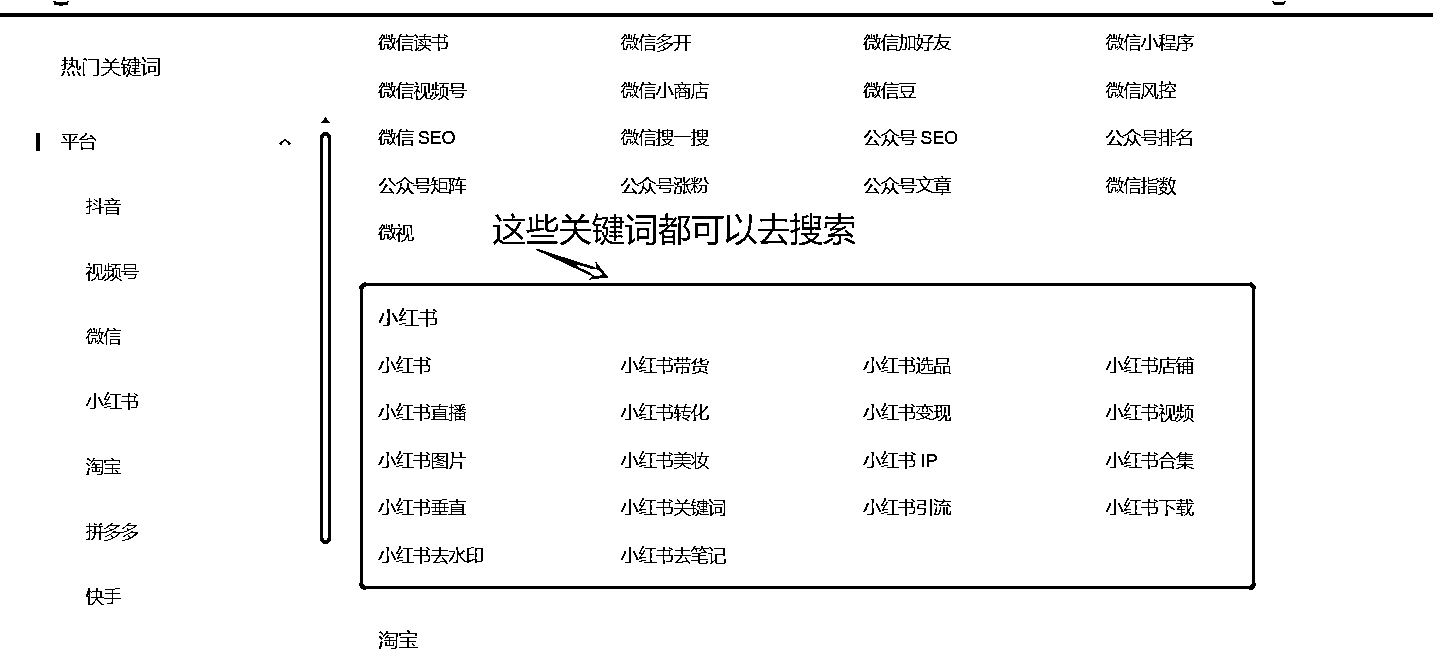 热门关键词
平台
抖音
视频号
微信
小红书
淘宝
拼多多
快手
微信读书 微信多开 微信加好友 微信小程序
微信视频号 微信小商店 微信豆 微信风控
微信 SEO 微信搜一搜 公众号 SEO 公众号排名
公众号矩阵 公众号涨粉 公众号文章 微信指数
微视
这些关键词都可以去搜索
小红书
小红书 小红书带货 小红书选品 小红书店铺
小红书直播 小红书转化 小红书变现 小红书视频
小红书图片 小红书美妆 小红书 IP 小红书合集
小红书垂直 小红书关键词 小红书引流 小红书下载
小红书去水印 小红书去笔记
淘宝